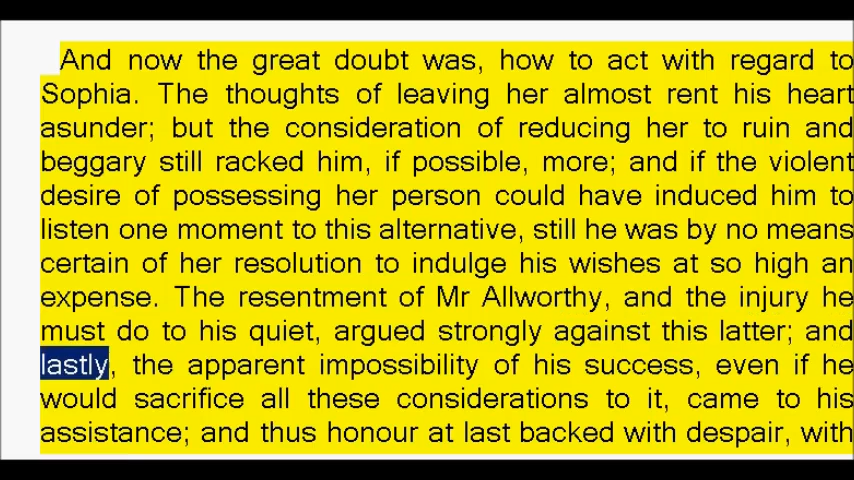 And now the great doubt was, how to act with regard to
Sophia. The thoughts of leaving her almost rent his heart
asunder; but the consideration of reducing her to ruin and
beggary still racked him, if possible, more; and if the violent
desire of possessing her person could have induced him to
listen one moment to this alternative, still he was by no means
certain of her resolution to indulge his wishes at so high an
expense. The resentment of Mr Allworthy, and the injury he
must do to his quiet, argued strongly against this latter; and
lastly, the apparent impossibility of his success, even if he
would sacrifice all these considerations to it, came to his
assistance; and thus honour at last backed with despair, with